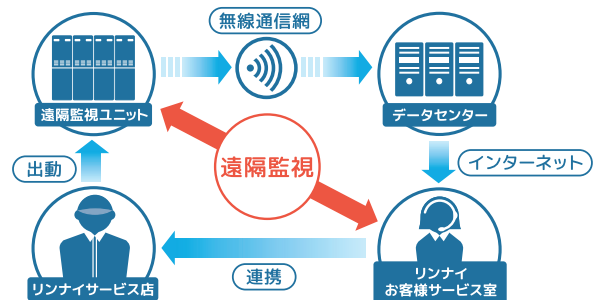 無線通信網
遠隔監視ユニット
データセンター
遠隔監視
出動
インターネット
リンナイサービス店
連携
リンナイ
お客様サービス室